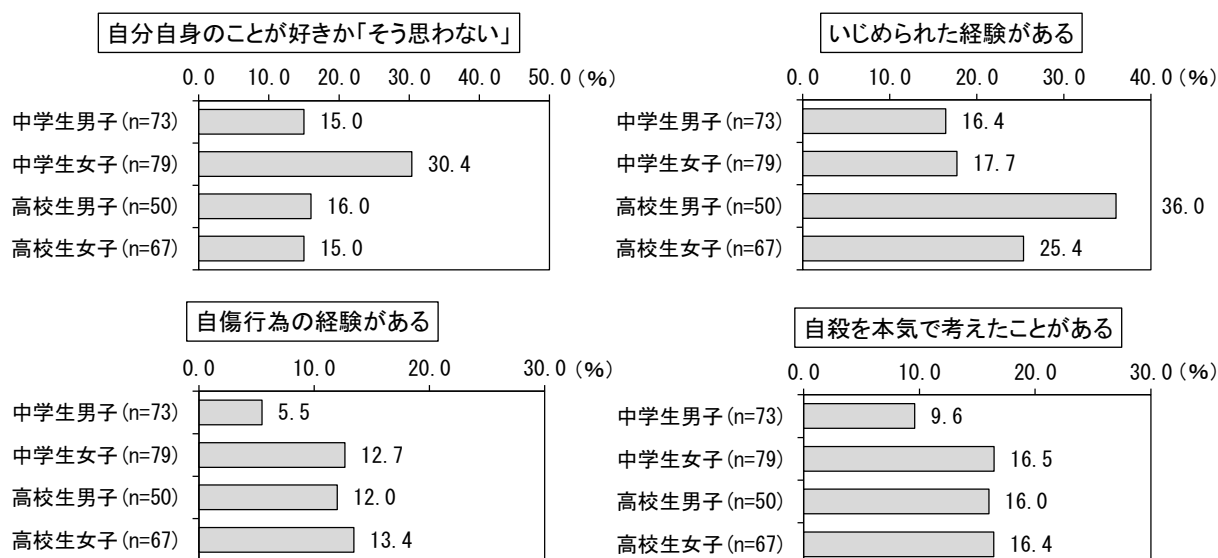 自分自身のことが好きか「そう思わない」
0.0 10.0 20.0 30.0 40.0 50.0 (%)
中学生男子(n=73) 15.0
中学生女子(n=79) 30.4
高校生男子(n=50) 16.0
高校生女子(n=67) 15.0
いじめられた経験がある
0.0 10.0 20.0 30.0 40.0 (%)
中学生男子(n=73) 16.4
中学生女子(n=79) 17.7
高校生男子(n=50) 36.0
高校生女子(n=67) 25.4
自傷行為の経験がある
0.0 10.0 20.0 30.0 (%)
中学生男子(n=73) 5.5
中学生女子(n=79) 12.7
高校生男子(n=50) 12.0
高校生女子(n=67) 13.4
自殺を本気で考えたことがある
0.0 10.0 20.0 30.0 (%)
中学生男子(n=73) 9.6
中学生女子(n=79) 16.5
高校生男子(n=50) 16.0
高校生女子(n=67) 16.4